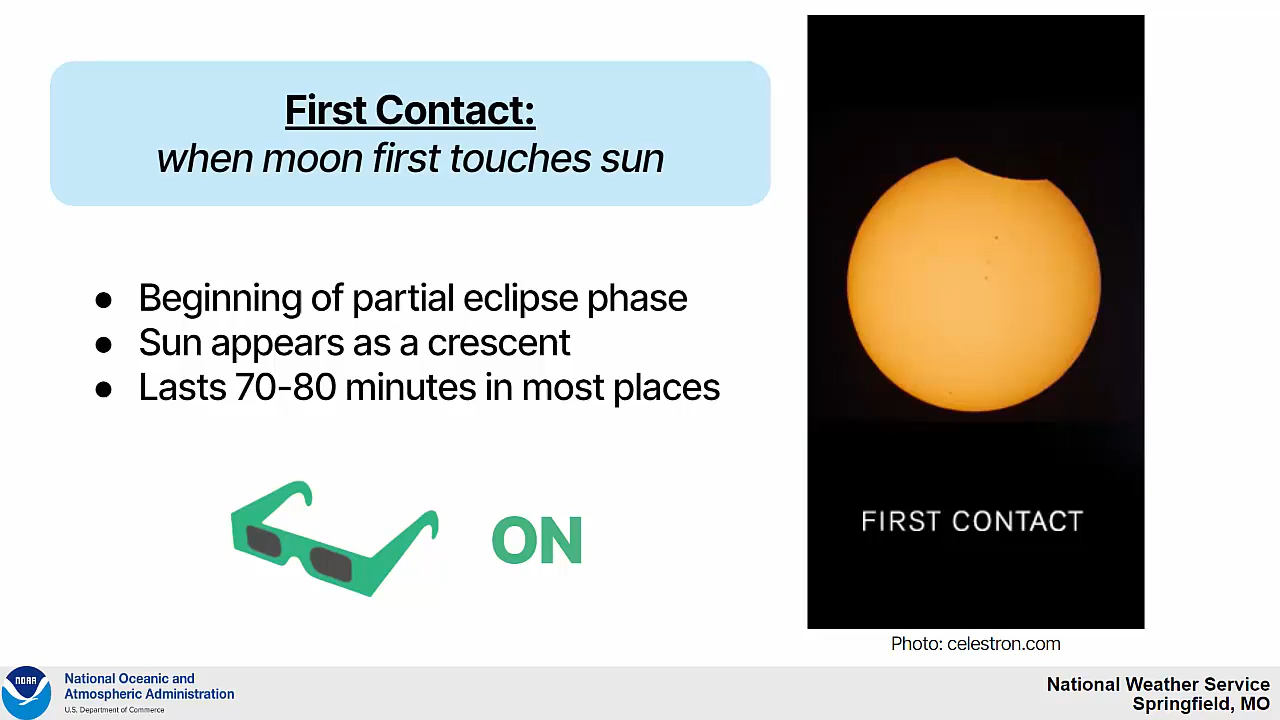 First Contact:
when moon first touches sun
● Beginning of partial eclipse phase
● Sun appears as a crescent
● Lasts 70-80 minutes in most places
ON
FIRST CONTACT
Photo: celestron.com
NOAA
National Oceanic and
Atmospheric Administration
U.S. Department of Commerce
National Weather Service
Springfield, MO